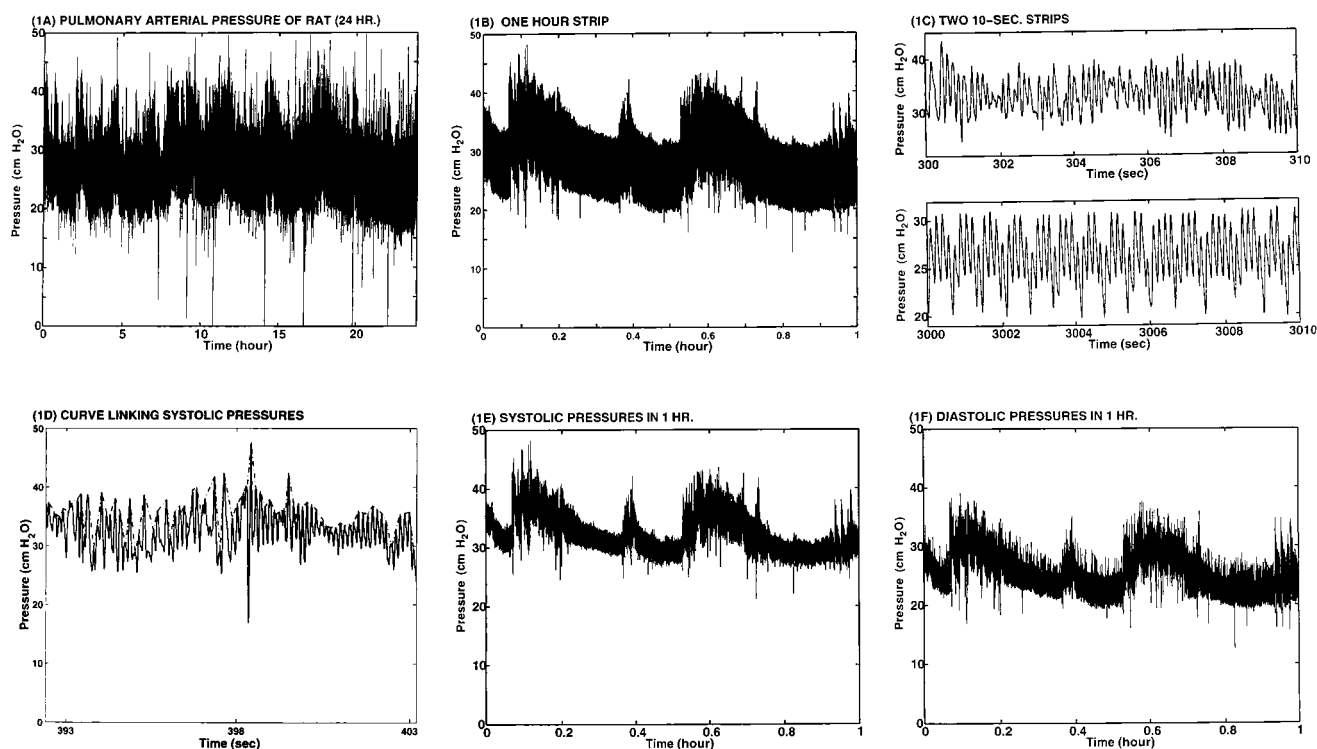 (1A) PULMONARY ARTERIAL PRESSURE OF RAT (24 HR.)
50
40
30
20
10
0
Pressure (cm H2O)
0 5 10 15 20
Time (hour)
(1B) ONE HOUR STRIP
50
40
30
20
10
0
Pressure (cm H2O)
0 0.2 0.4 0.6 0.8 1
Time (hour)
(1C) TWO 10-SEC. STRIPS
40
30
Pressure (cm H2O)
300 302 304 306 308 310
Time (sec)
30
25
20
Pressure (cm H2O)
3000 3002 3004 3006 3008 3010
Time (sec)
(1D) CURVE LINKING SYSTOLIC PRESSURES
50
40
30
20
10
0
Pressure (cm H2O)
393 398 403
Time (sec)
(1E) SYSTOLIC PRESSURES IN 1 HR.
50
40
30
20
10
0
Pressure (cm H2O)
0 0.2 0.4 0.6 0.8 1
Time (hour)
(1F) DIASTOLIC PRESSURES IN 1 HR.
50
40
30
20
10
0
Pressure (cm H2O)
0 0.2 0.4 0.6 0.8 1
Time (hour)